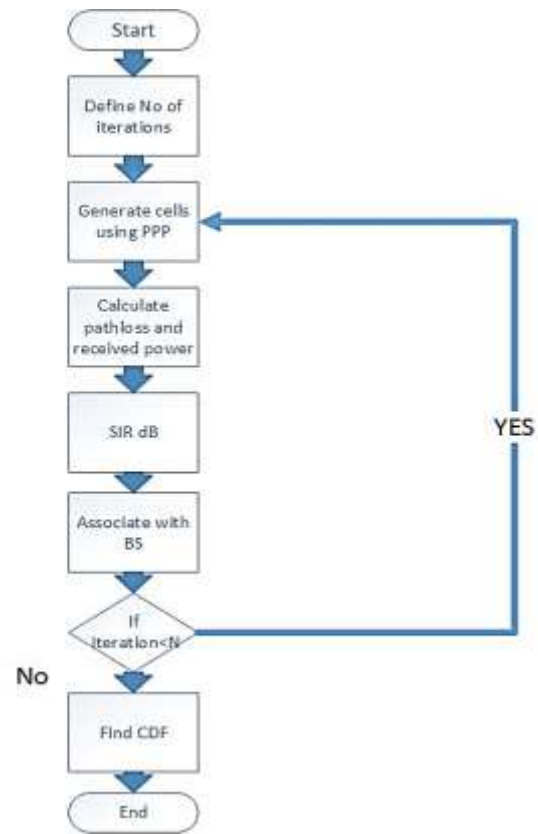 Start
Define No of
iterations
Generate cells
using PPP
Calculate
pathloss and
received power
SIR dB
Associate with
BS
If
iteration<N
YES
No
Find CDF
End